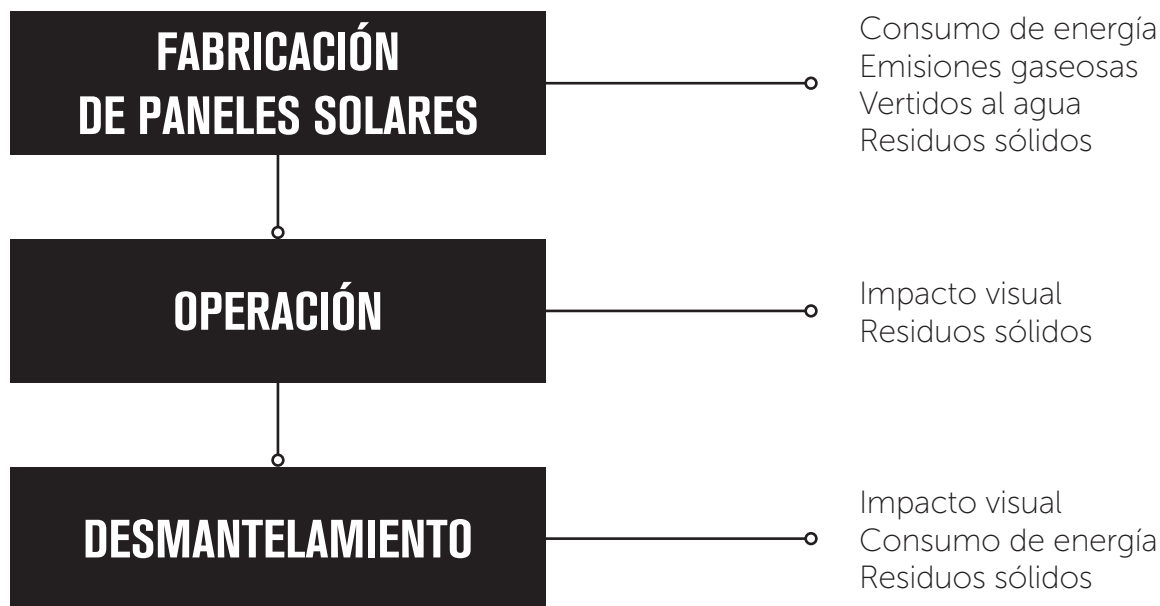 FABRICACIÓN
DE PANELES SOLARES
Consumo de energía
Emisiones gaseosas
Vertidos al agua
Residuos sólidos
OPERACIÓN
Impacto visual
Residuos sólidos
DESMANTELAMIENTO
Impacto visual
Consumo de energía
Residuos sólidos